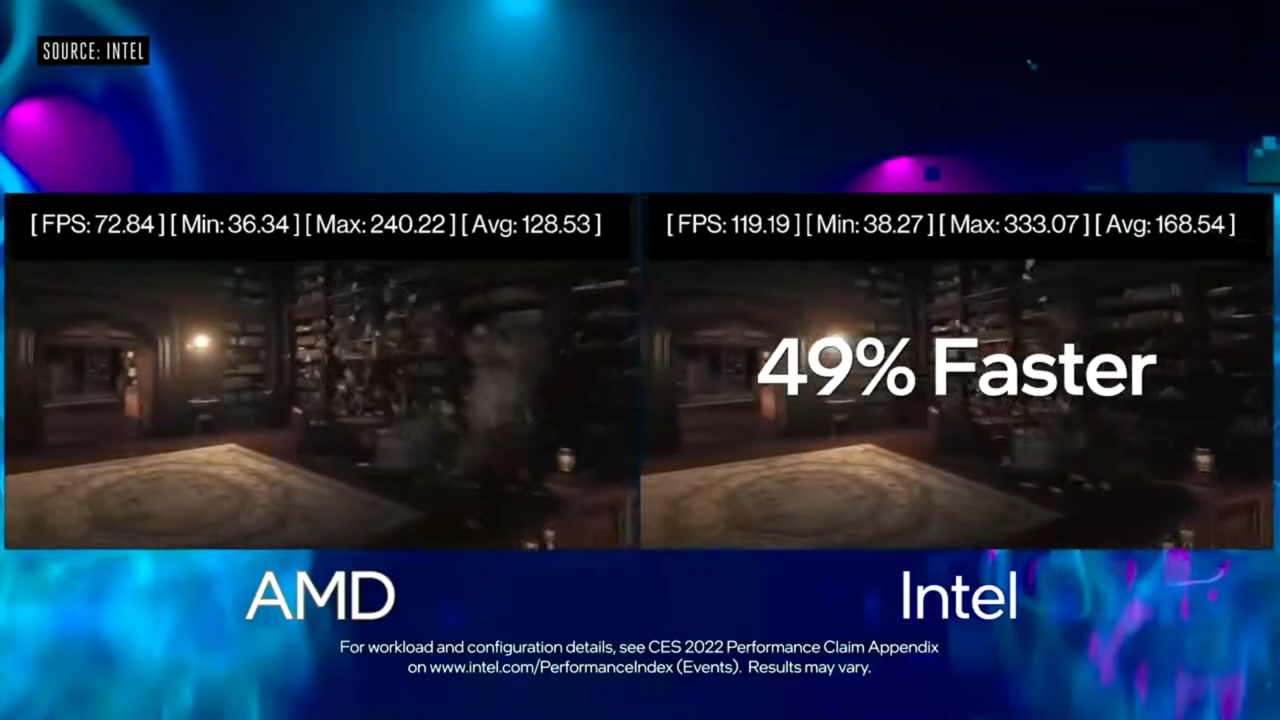 SOURCE: INTEL
[ FPS: 72.84 ] [ Min: 36.34 ] [ Max: 240.22 ] [ Avg: 128.53 ]
[ FPS: 119.19 ] [ Min: 38.27 ] [ Max: 333.07 ] [ Avg: 168.54 ]
49% Faster
AMD
Intel
For workload and configuration details, see CES 2022 Performance Claim Appendix
on www.intel.com/PerformanceIndex (Events). Results may vary.